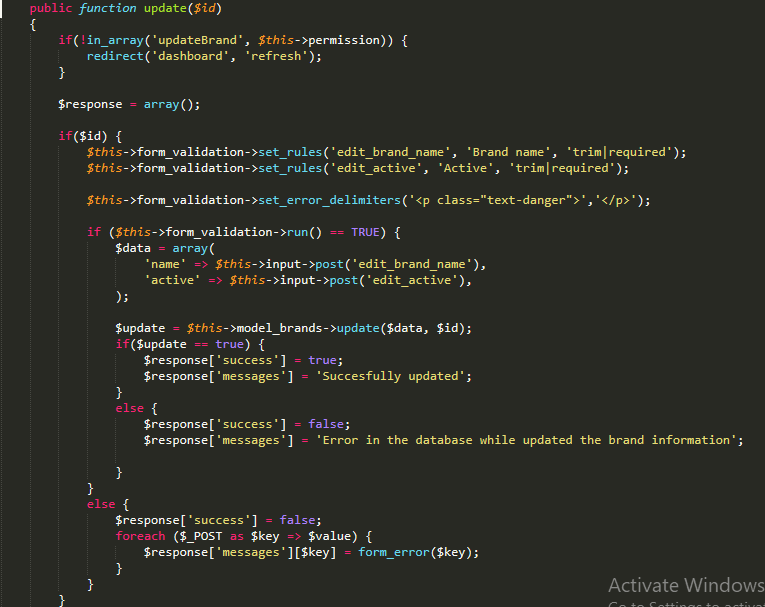 public function update($id)
{
if(!in_array('updateBrand', $this->permission)) {
redirect('dashboard', 'refresh');
}
$response = array();
if($id) {
$this->form_validation->set_rules('edit_brand_name', 'Brand name', 'trim|required');
$this->form_validation->set_rules('edit_active', 'Active', 'trim|required');
$this->form_validation->set_error_delimiters('<p class="text-danger">','</p>');
if ($this->form_validation->run() == TRUE) {
$data = array(
'name' => $this->input->post('edit_brand_name'),
'active' => $this->input->post('edit_active'),
);
$update = $this->model_brands->update($data, $id);
if($update == true) {
$response['success'] = true;
$response['messages'] = 'Succesfully updated';
}
else {
$response['success'] = false;
$response['messages'] = 'Error in the database while updated the brand information';
}
}
else {
$response['success'] = false;
foreach ($_POST as $key => $value) {
$response['messages'][$key] = form_error($key);
}
}
}
Activate Windows
Go to Settings to activa